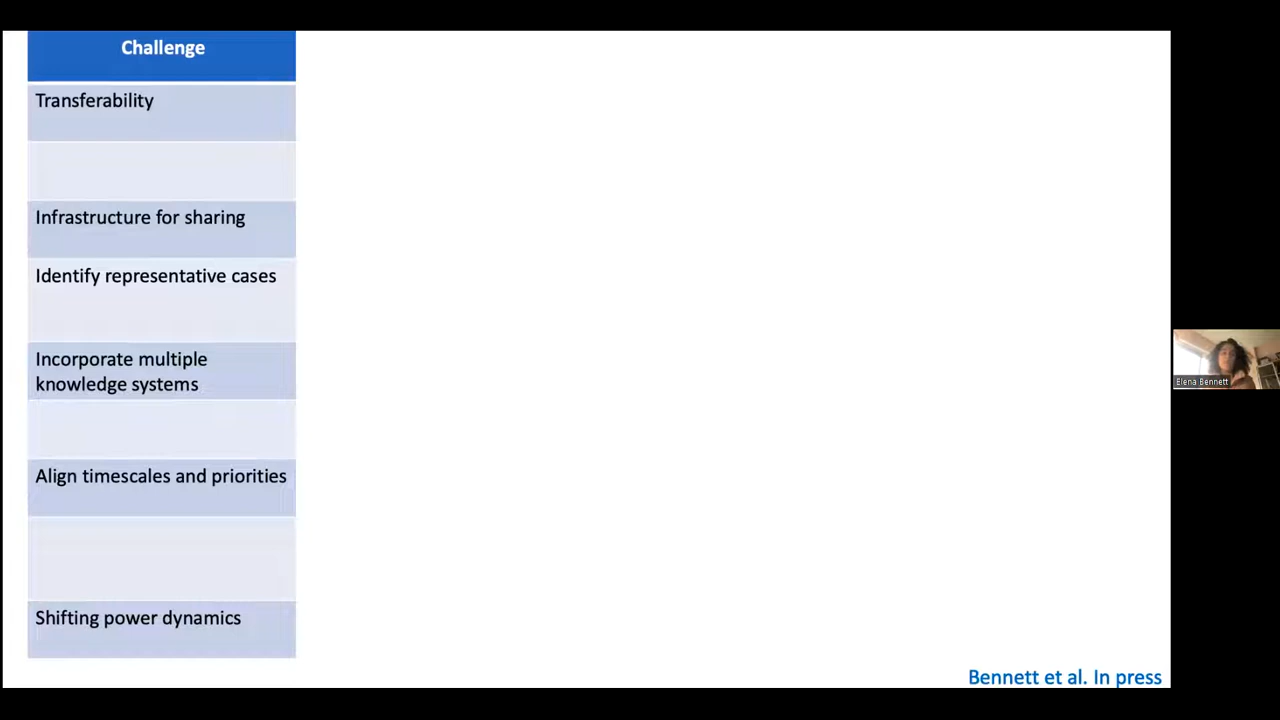 Challenge
Transferability
Infrastructure for sharing
Identify representative cases
Incorporate multiple
knowledge systems
Align timescales and priorities
Shifting power dynamics
Bennett et al. In press
Elena Bennett